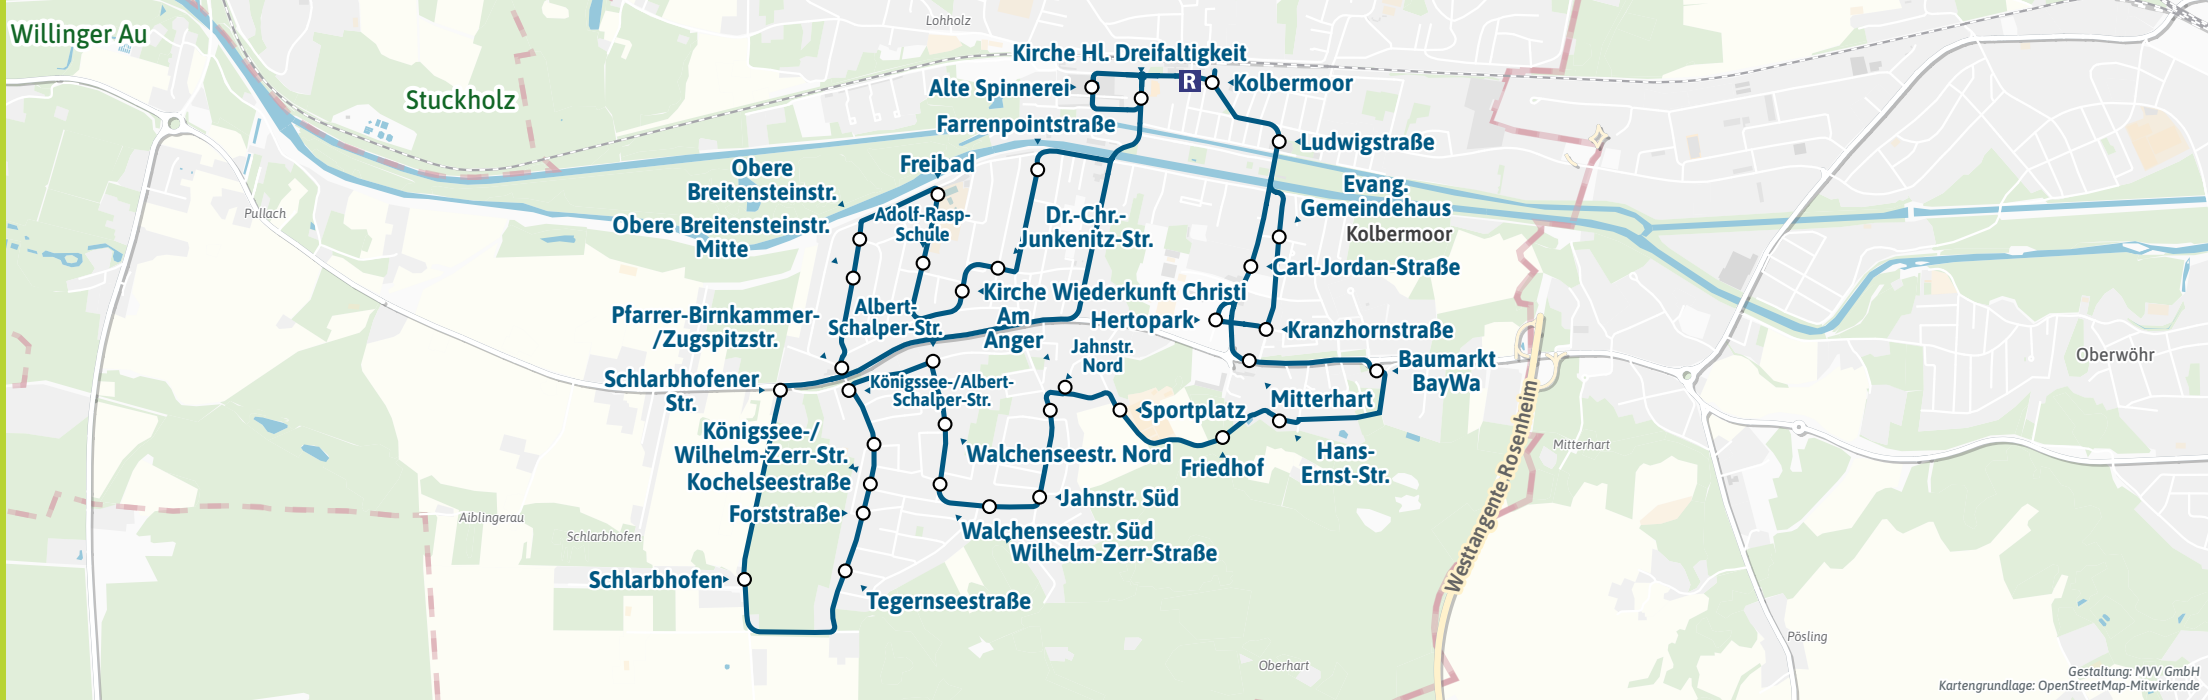 Willinger Au
Lohholz
Kirche Hl. Dreifaltigkeit
Alte Spinnerei
R
Kolbermoor
Stuckholz
Farrenpointstraße
Ludwigstraße
Obere
Breitensteinstr.
Freibad
Evang.
Gemeindehaus
Kolbermoor
Pullach
Obere Breitensteinstr.
Mitte
Adolf-Rasp-
Schule
Dr.-Chr.-
Junkenitz-Str.
Carl-Jordan-Straße
Kirche Wiederkunft Christi
Pfarrer-Birnkammer-
/Zugspitzstr.
Albert-
Schalper-Str.
Am
Anger
Hertopark
Kranzhornstraße
Jahnstr.
Nord
Baumarkt
BayWa
Oberwöhr
Schlarbhofener
Str.
Königssee-/Albert-
Schalper-Str.
Sportplatz
Mitterhart
Königssee-/
Wilhelm-Zerr-Str.
Walchenseestr. Nord
Friedhof
Hans-
Ernst-Str.
Mitterhart
Westtangente Rosenheim
Kochelseestraße
Jahnstr. Süd
Forststraße
Aiblingerau
Schlarbhofen
Walchenseestr. Süd
Wilhelm-Zerr-Straße
Schlarbhofen
Tegernseestraße
Pösling
Oberhart
Gestaltung: MVV GmbH
Kartengrundlage: OpenStreetMap-Mitwirkende